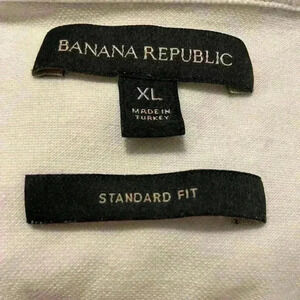 BANANA REPUBLIC
XL
MADE IN
TURKEY
STANDARD FIT